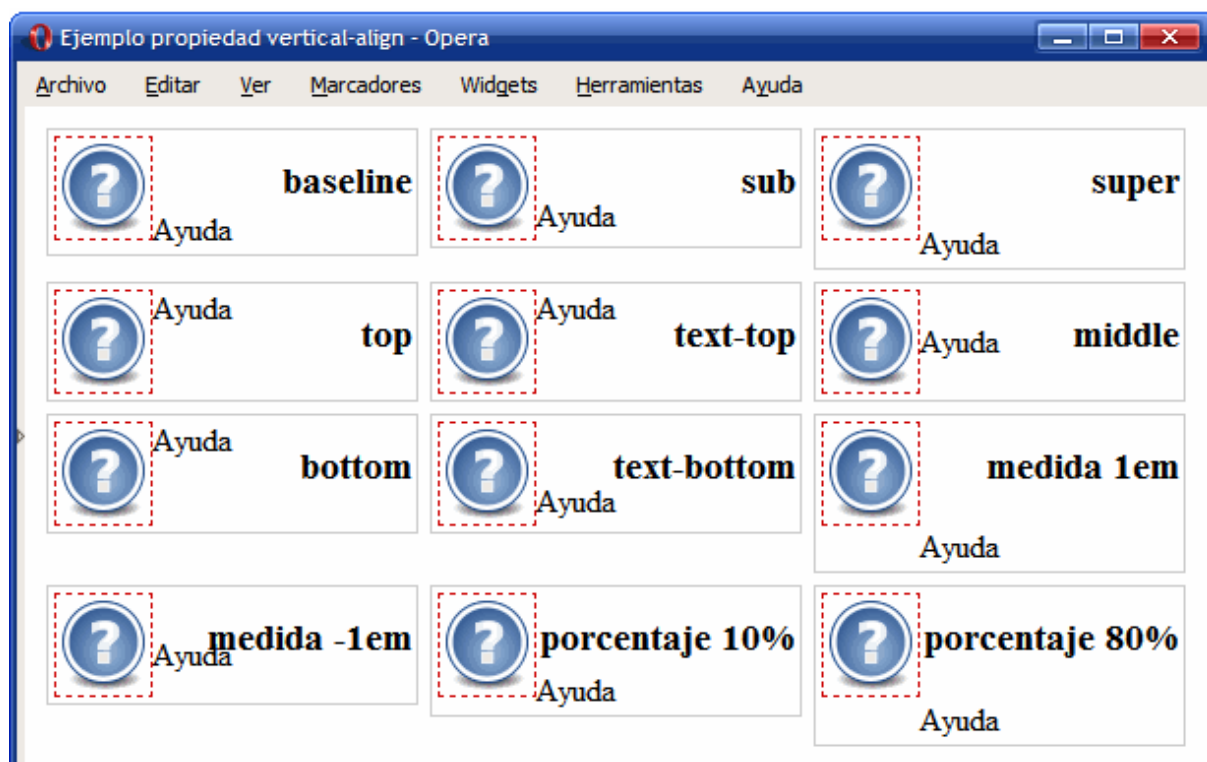 Ejemplo propiedad vertical-align - Opera
Archivo Editar Ver Marcadores Widgets Herramientas Ayuda
? baseline
Ayuda
? sub
Ayuda
? super
Ayuda
Ayuda
? top
Ayuda
? text-top
? Ayuda middle
Ayuda
? bottom
? text-bottom
Ayuda
? medida 1em
Ayuda
? medida -1em
Ayuda
? porcentaje 10%
Ayuda
? porcentaje 80%
Ayuda